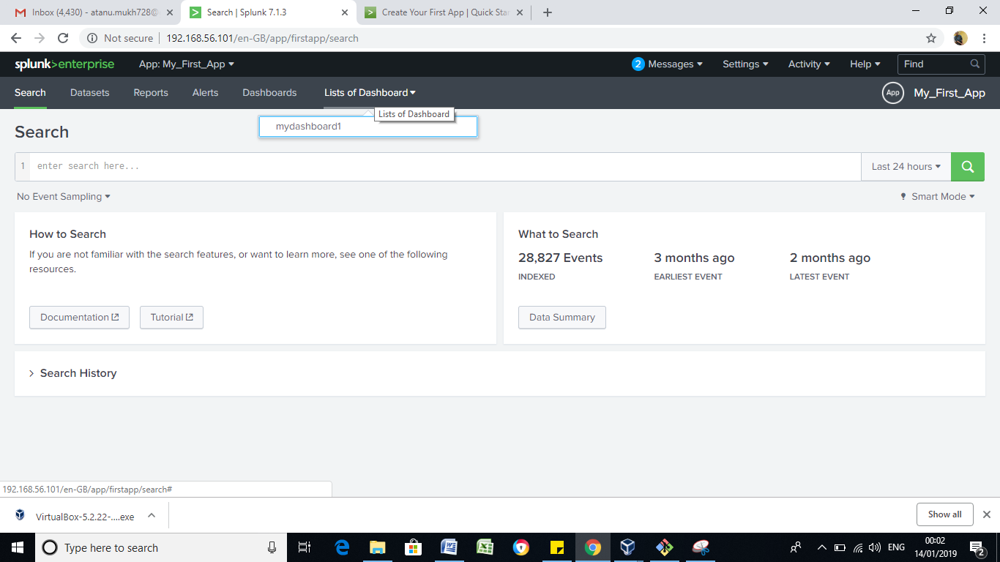 Inbox (4,430) - atanu.mukh728@
Search | Splunk 7.1.3
Create Your First App | Quick Sta
Not secure
192.168.56.101/en-GB/app/firstapp/search
splunk>enterprise
App: My_First_App
2 Messages
Settings
Activity
Help
Find
Search
Datasets
Reports
Alerts
Dashboards
Lists of Dashboard
App
My_First_App
Lists of Dashboard
mydashboard1
Search
1 enter search here...
Last 24 hours
No Event Sampling
Smart Mode
How to Search
If you are not familiar with the search features, or want to learn more, see one of the following
resources.
Documentation
Tutorial
What to Search
28,827 Events
INDEXED
3 months ago
EARLIEST EVENT
2 months ago
LATEST EVENT
Data Summary
Search History
192.168.56.101/en-GB/app/firstapp/search#
VirtualBox-5.2.22-....exe
Show all
Type here to search
ENG
00:02
14/01/2019
2